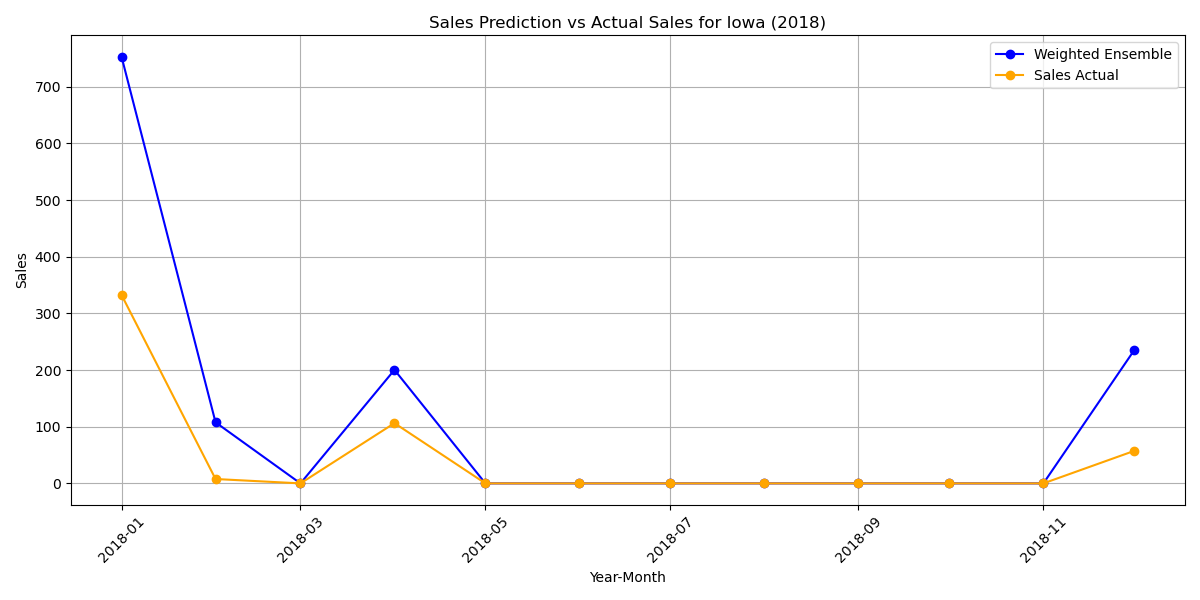 Sales Prediction vs Actual Sales for Iowa (2018)
Weighted Ensemble
Sales Actual
700
600
500
400
300
200
100
0
Sales
2018-01
2018-03
2018-05
2018-07
2018-09
2018-11
Year-Month